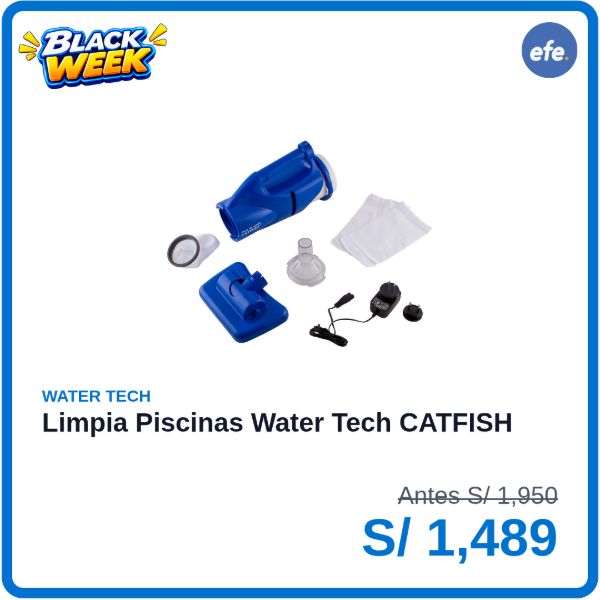 BLACK
WEEK
efe.
WATER TECH
Limpia Piscinas Water Tech CATFISH
Antes S/ 1,950
S/ 1,489